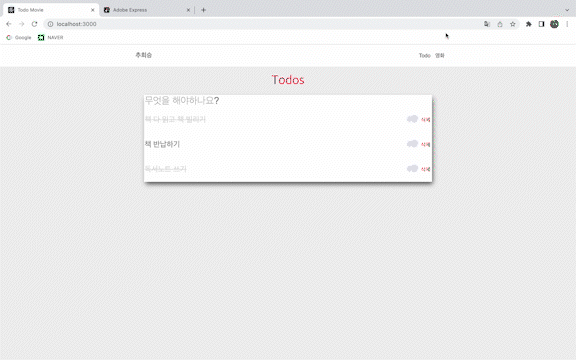 Todo Movie
Adobe Express
localhost:3000
Google
NAVER
추희승
Todo 영화
Todos
무엇을 해야하나요?
책 다 읽고 책 빌리기
삭제
책 반납하기
삭제
독서노트 쓰기
삭제